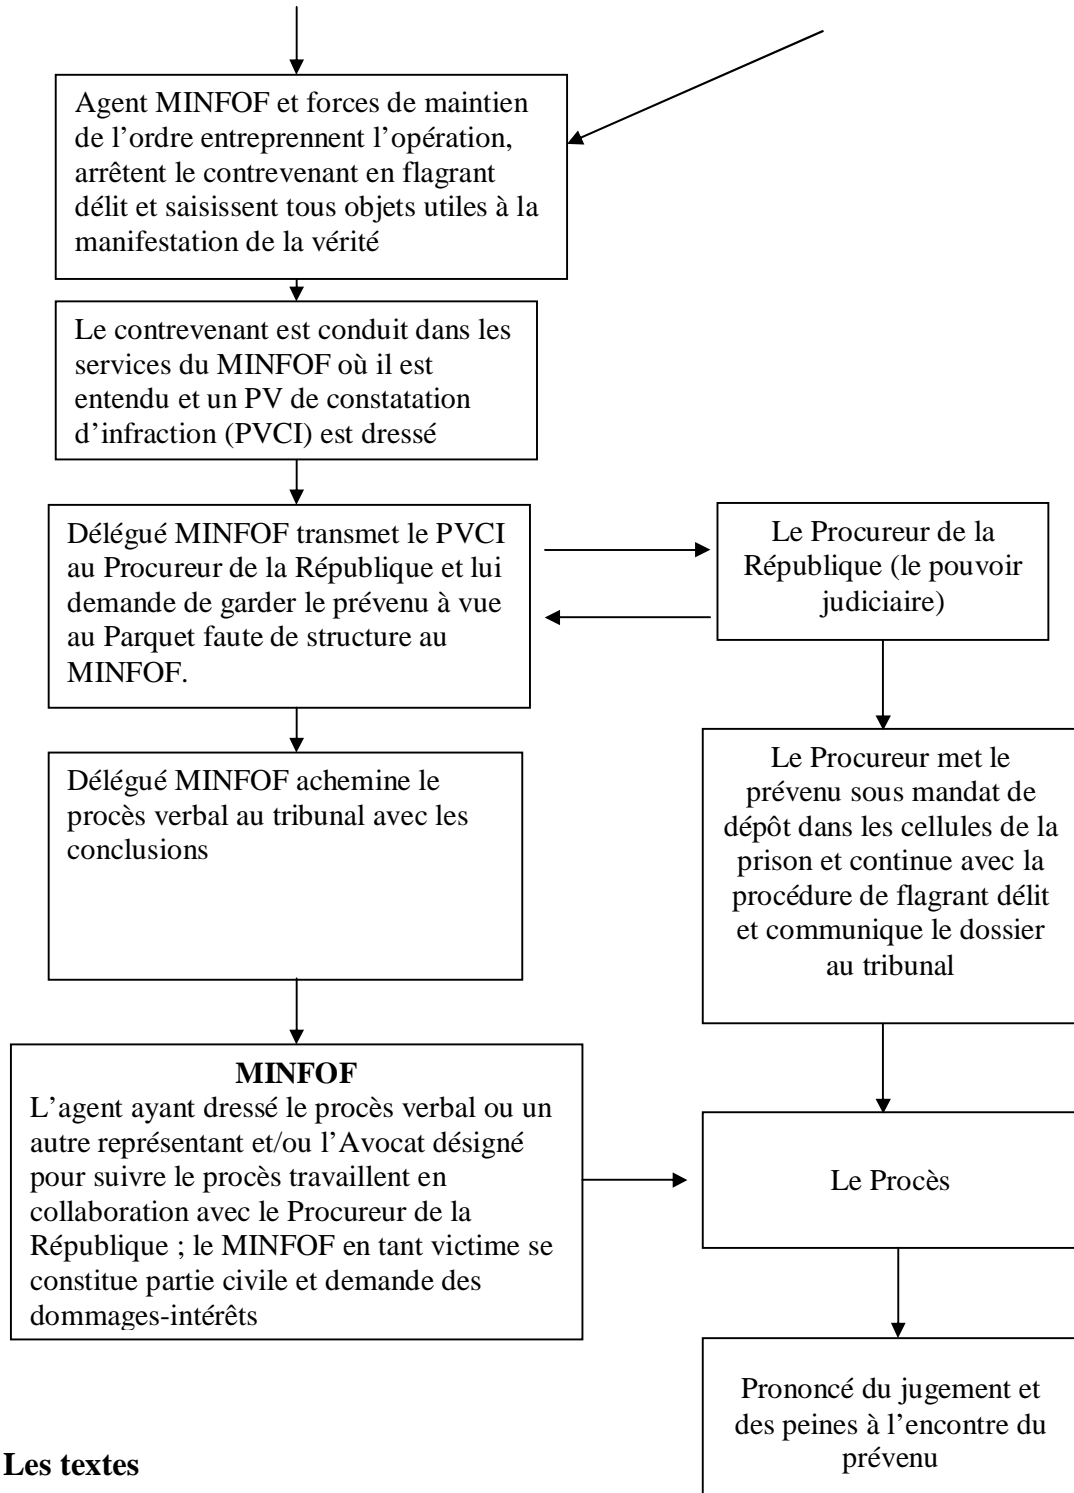 Agent MINFOF et forces de maintien
de l’ordre entreprennent l’opération,
arrêtent le contrevenant en flagrant
délit et saisissent tous objets utiles à la
manifestation de la vérité
Le contrevenant est conduit dans les
services du MINFOF où il est
entendu et un PV de constatation
d’infraction (PVCI) est dressé
Délégué MINFOF transmet le PVCI
au Procureur de la République et lui
demande de garder le prévenu à vue
au Parquet faute de structure au
MINFOF.
Le Procureur de la
République (le pouvoir
judiciaire)
Délégué MINFOF achemine le
procès verbal au tribunal avec les
conclusions
Le Procureur met le
prévenu sous mandat de
dépôt dans les cellules de la
prison et continue avec la
procédure de flagrant délit
et communique le dossier
au tribunal
MINFOF
L’agent ayant dressé le procès verbal ou un
autre représentant et/ou l’Avocat désigné
pour suivre le procès travaillent en
collaboration avec le Procureur de la
République ; le MINFOF en tant victime se
constitue partie civile et demande des
dommages-intérêts
Le Procès
Prononcé du jugement et
des peines à l’encontre du
prévenu
Les textes